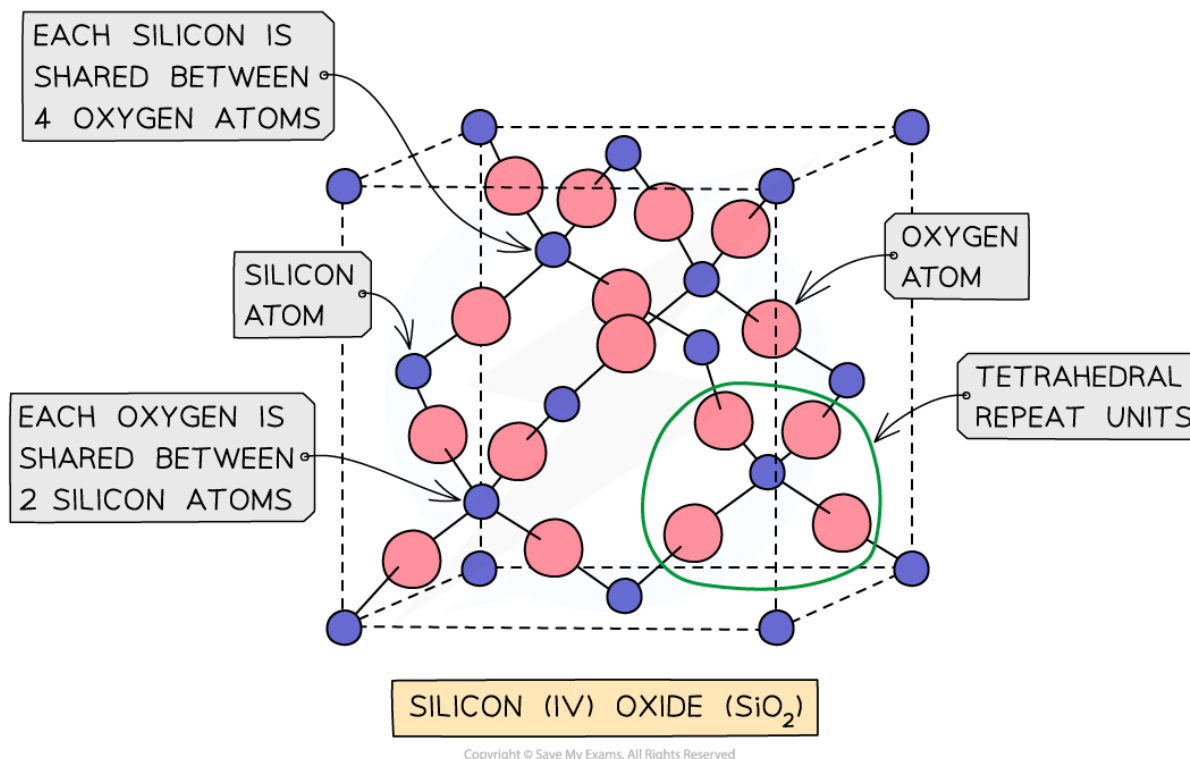 EACH SILICON IS
SHARED BETWEEN
4 OXYGEN ATOMS
OXYGEN
ATOM
SILICON
ATOM
TETRAHEDRAL
REPEAT UNITS
EACH OXYGEN IS
SHARED BETWEEN
2 SILICON ATOMS
SILICON (IV) OXIDE (SiO₂)
Copyright © Save My Exams. All Rights Reserved